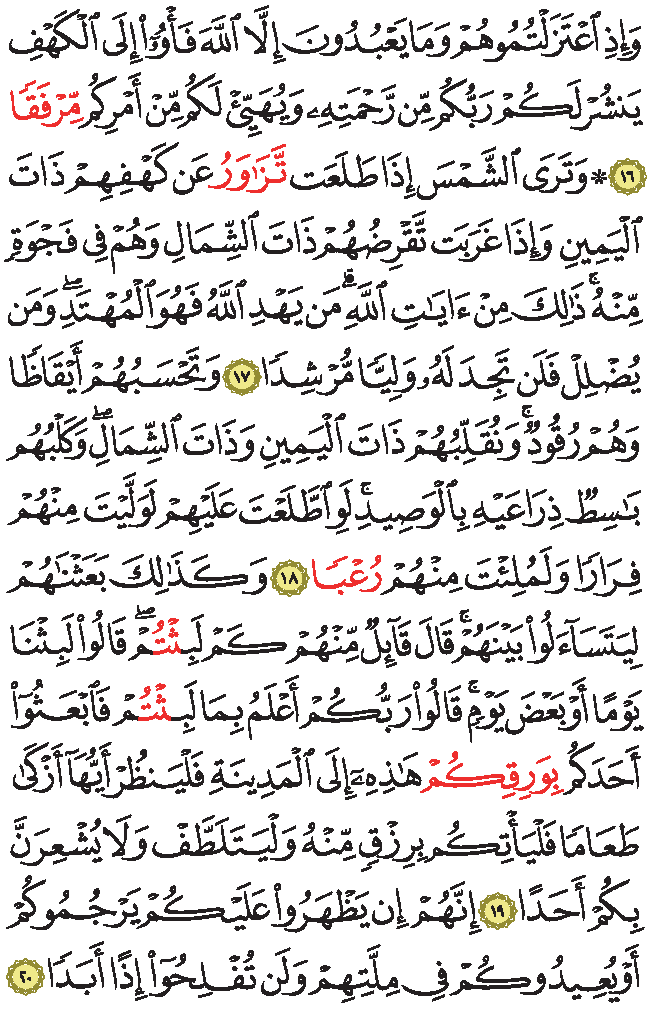 وَإِذِ ٱعْتَزَلْتُمُوهُمْ وَمَا يَعْبُدُونَ إِلَّا ٱللَّهَ فَأْوُۥٓاْ إِلَى ٱلْكَهْفِ
يَنشُرْ لَكُمْ رَبُّكُم مِّن رَّحْمَتِهِۦ وَيُهَيِّئْ لَكُم مِّنْ أَمْرِكُم مِّرْفَقًا
١٦ * وَتَرَى ٱلشَّمْسَ إِذَا طَلَعَت تَّزَٰوَرُ عَن كَهْفِهِمْ ذَاتَ
ٱلْيَمِينِ وَإِذَا غَرَبَت تَّقْرِضُهُمْ ذَاتَ ٱلشِّمَالِ وَهُمْ فِي فَجْوَةٍ
مِّنْهُۚ ذَٰلِكَ مِنْ ءَايَٰتِ ٱللَّهِۗ مَن يَهْدِ ٱللَّهُ فَهُوَ ٱلْمُهْتَدِۖ وَمَن
يُضْلِلْ فَلَن تَجِدَ لَهُۥ وَلِيًّا مُّرْشِدًا ١٧ وَتَحْسَبُهُمْ أَيْقَاظًا
وَهُمْ رُقُودٌۚ وَنُقَلِّبُهُمْ ذَاتَ ٱلْيَمِينِ وَذَاتَ ٱلشِّمَالِۖ وَكَلْبُهُم
بَٰسِطٌ ذِرَاعَيْهِ بِٱلْوَصِيدِۚ لَوِ ٱطَّلَعْتَ عَلَيْهِمْ لَوَلَّيْتَ مِنْهُمْ
فِرَارًا وَلَمُلِئْتَ مِنْهُمْ رُعْبًا ١٨ وَكَذَٰلِكَ بَعَثْنَٰهُمْ
لِيَتَسَآءَلُواْ بَيْنَهُمْۚ قَالَ قَآئِلٌ مِّنْهُمْ كَمْ لَبِثْتُمْۖ قَالُواْ لَبِثْنَا
يَوْمًا أَوْ بَعْضَ يَوْمٍۚ قَالُواْ رَبُّكُمْ أَعْلَمُ بِمَا لَبِثْتُمْ فَٱبْعَثُوٓاْ
أَحَدَكُم بِوَرِقِكُمْ هَٰذِهِۦٓ إِلَى ٱلْمَدِينَةِ فَلْيَنظُرْ أَيُّهَآ أَزْكَىٰ
طَعَامًا فَلْيَأْتِكُم بِرِزْقٍ مِّنْهُ وَلْيَتَلَطَّفْ وَلَا يُشْعِرَنَّ
بِكُمْ أَحَدًا ١٩ إِنَّهُمْ إِن يَظْهَرُواْ عَلَيْكُمْ يَرْجُمُوكُمْ
أَوْ يُعِيدُوكُمْ فِي مِلَّتِهِمْ وَلَن تُفْلِحُوٓاْ إِذًا أَبَدًا ٢٠